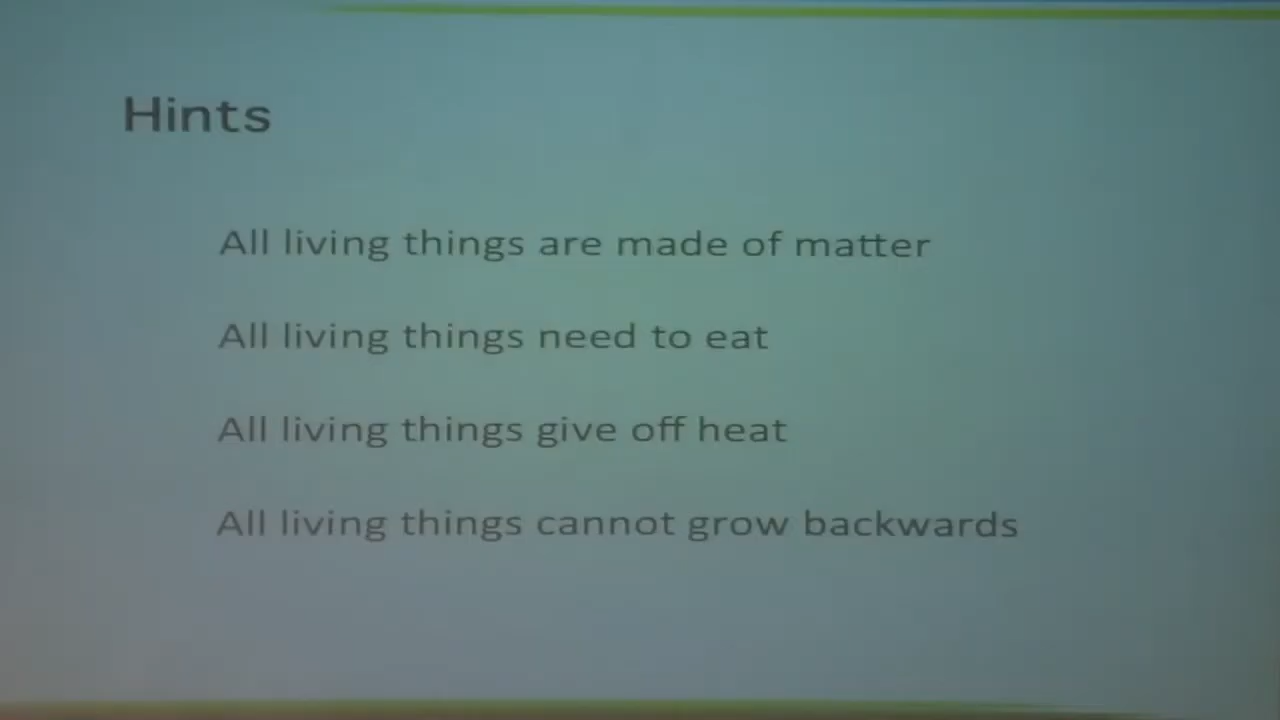 Hints
All living things are made of matter
All living things need to eat
All living things give off heat
All living things cannot grow backwards